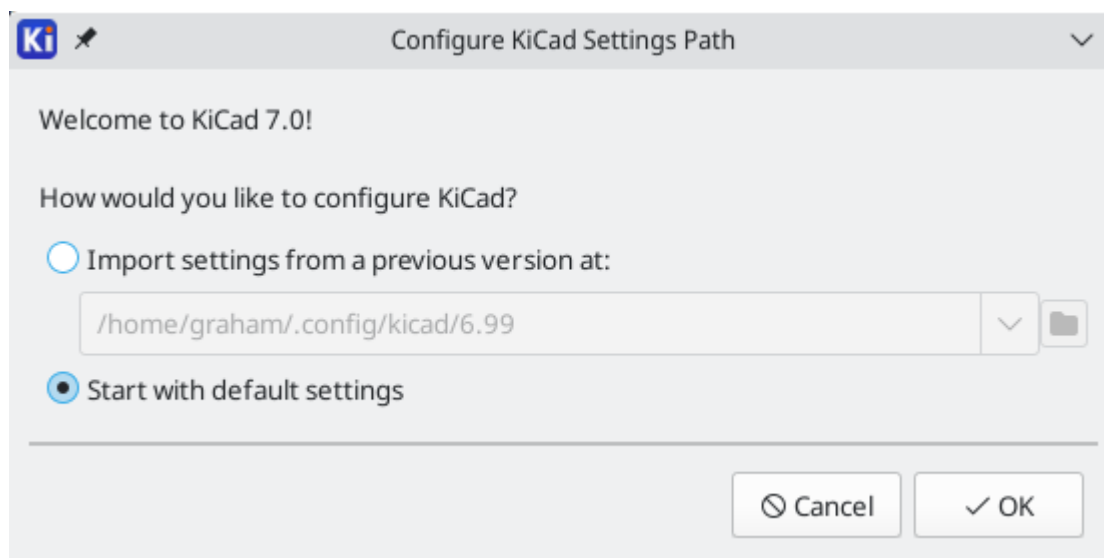 Ki
Configure KiCad Settings Path
Welcome to KiCad 7.0!
How would you like to configure KiCad?
Import settings from a previous version at:
/home/graham/.config/kicad/6.99
Start with default settings
Cancel OK